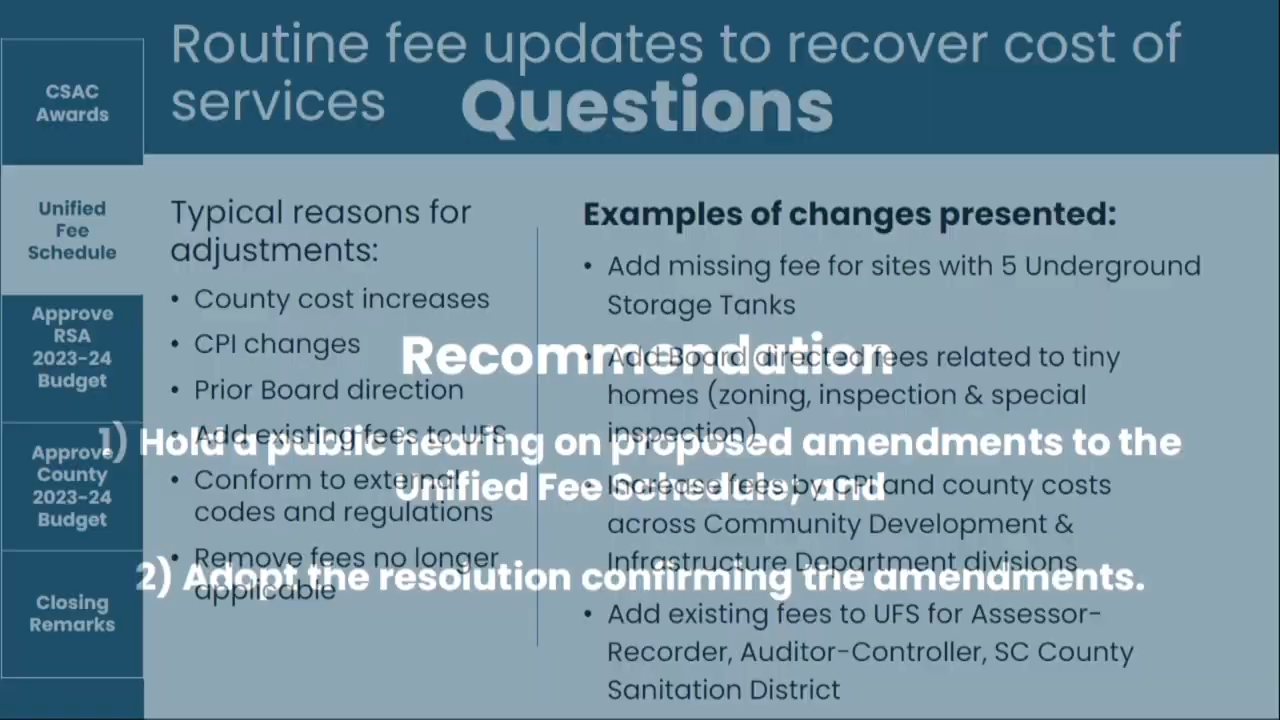 Routine fee updates to recover cost of
services
Questions
CSAC
Awards
Unified
Fee
Schedule
Approve
RSA
2023-24
Budget
Approve
County
2023-24
Budget
Closing
Remarks
Typical reasons for
adjustments:
• County cost increases
• CPI changes
• Prior Board direction
• Add existing fees to UFS
• Conform to external
codes and regulations
• Remove fees no longer
applicable
Examples of changes presented:
• Add missing fee for sites with 5 Underground
Storage Tanks
• Add Board directed fees related to tiny
homes (zoning, inspection & special
inspection)
• Increase fees by CPI and county costs
across Community Development &
Infrastructure Department divisions
• Add existing fees to UFS for Assessor-
Recorder, Auditor-Controller, SC County
Sanitation District
Recommendation
1) Hold a public hearing on proposed amendments to the
Unified Fee Schedule; and
2) Adopt the resolution confirming the amendments.